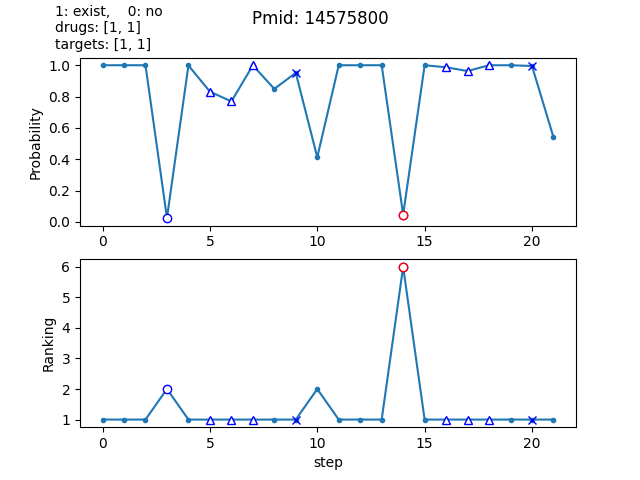 1: exist,    0: no
drugs: [1, 1]
targets: [1, 1]
Pmid: 14575800
Probability
1.0
0.8
0.6
0.4
0.2
0.0
0 5 10 15 20
Ranking
6
5
4
3
2
1
0 5 10 15 20
step